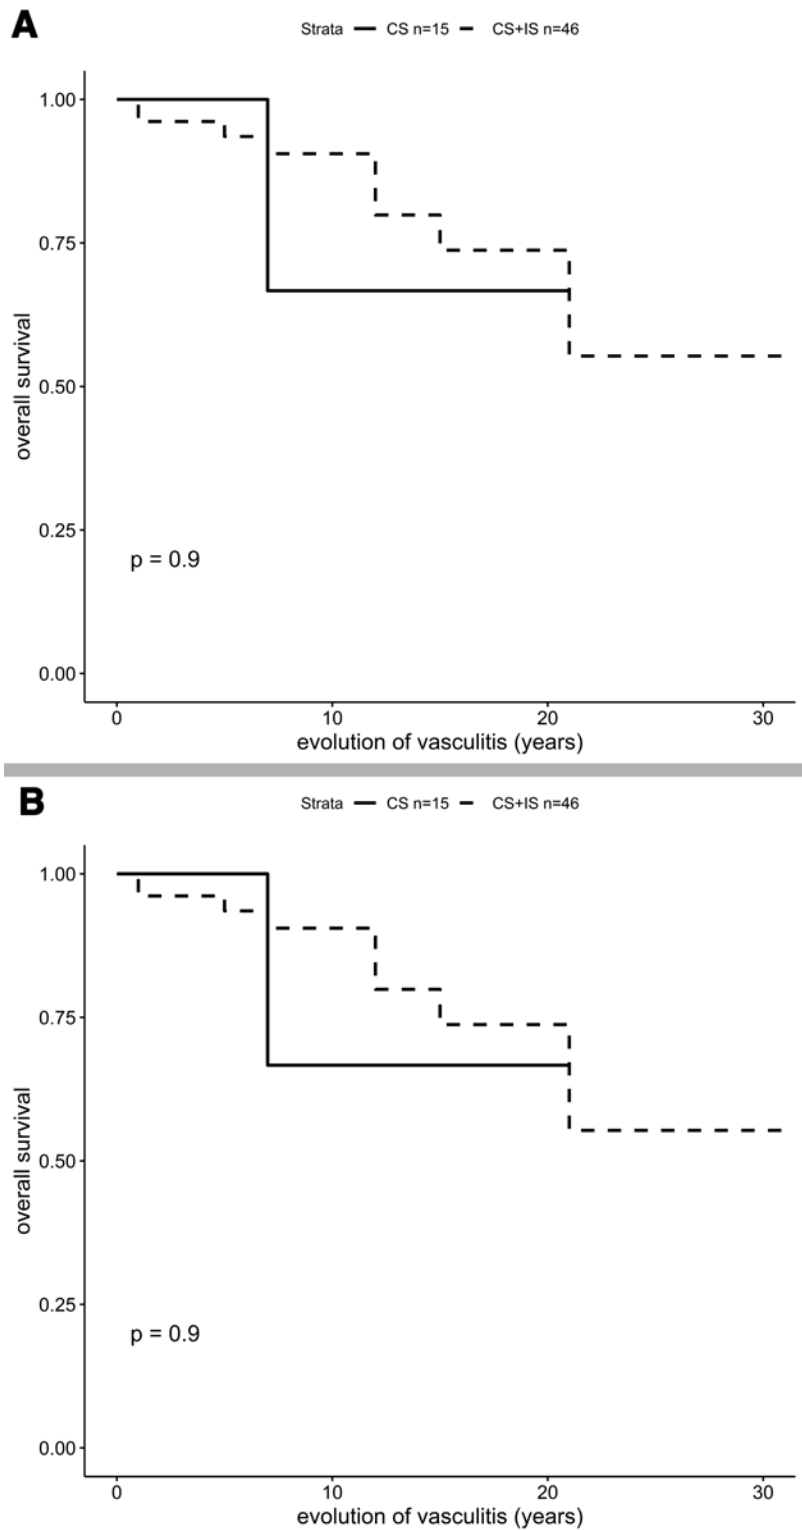 A
Strata CS n=15 CS+IS n=46
1.00
0.75
0.50
0.25
0.00
overall survival
p = 0.9
0 10 20 30
evolution of vasculitis (years)
B
Strata CS n=15 CS+IS n=46
1.00
0.75
0.50
0.25
0.00
overall survival
p = 0.9
0 10 20 30
evolution of vasculitis (years)